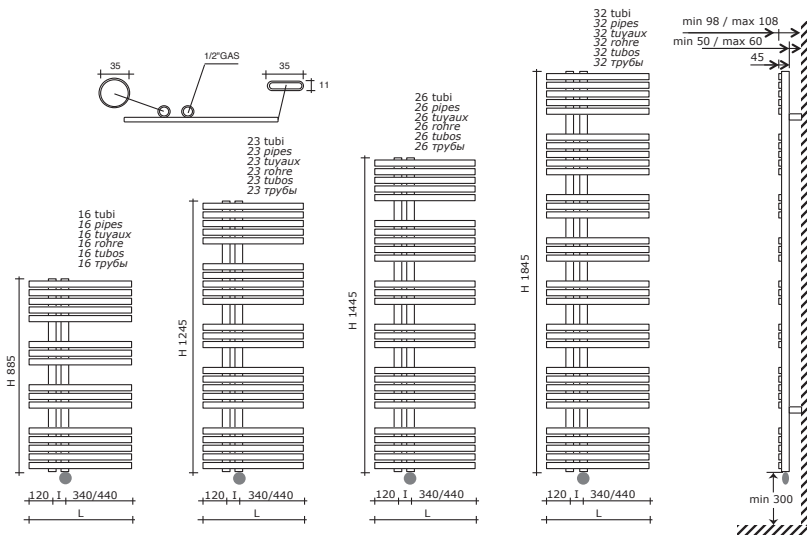 35
1/2"GAS
35
11
16 tubi
16 pipes
16 tuyaux
16 rohre
16 tubos
16 трубы
H 885
120 I 340/440
L
23 tubi
23 pipes
23 tuyaux
23 rohre
23 tubos
23 трубы
H 1245
120 I 340/440
L
26 tubi
26 pipes
26 tuyaux
26 rohre
26 tubos
26 трубы
H 1445
120 I 340/440
L
32 tubi
32 pipes
32 tuyaux
32 rohre
32 tubos
32 трубы
H 1845
120 I 340/440
L
min 98 / max 108
min 50 / max 60
45
min 300